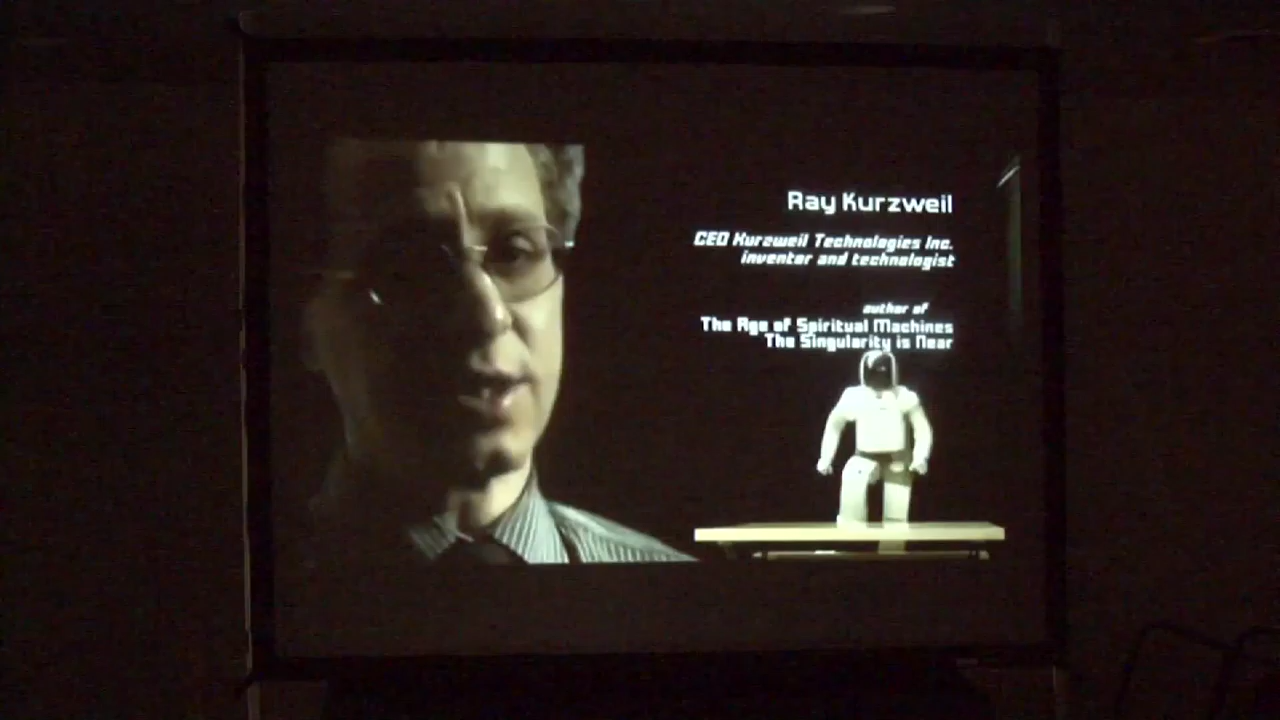 Ray Kurzweil
CEO Kurzweil Technologies Inc.
inventor and technologist
author of
The Age of Spiritual Machines
The Singularity is Near